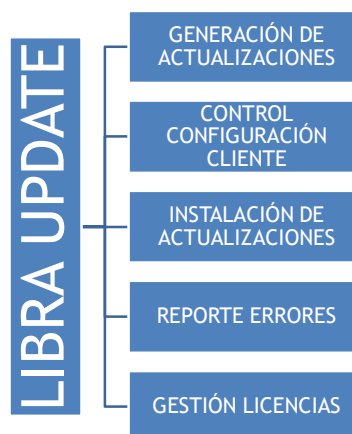 LIBRA UPDATE
GENERACIÓN DE
ACTUALIZACIONES
CONTROL
CONFIGURACIÓN
CLIENTE
INSTALACIÓN DE
ACTUALIZACIONES
REPORTE ERRORES
GESTIÓN LICENCIAS